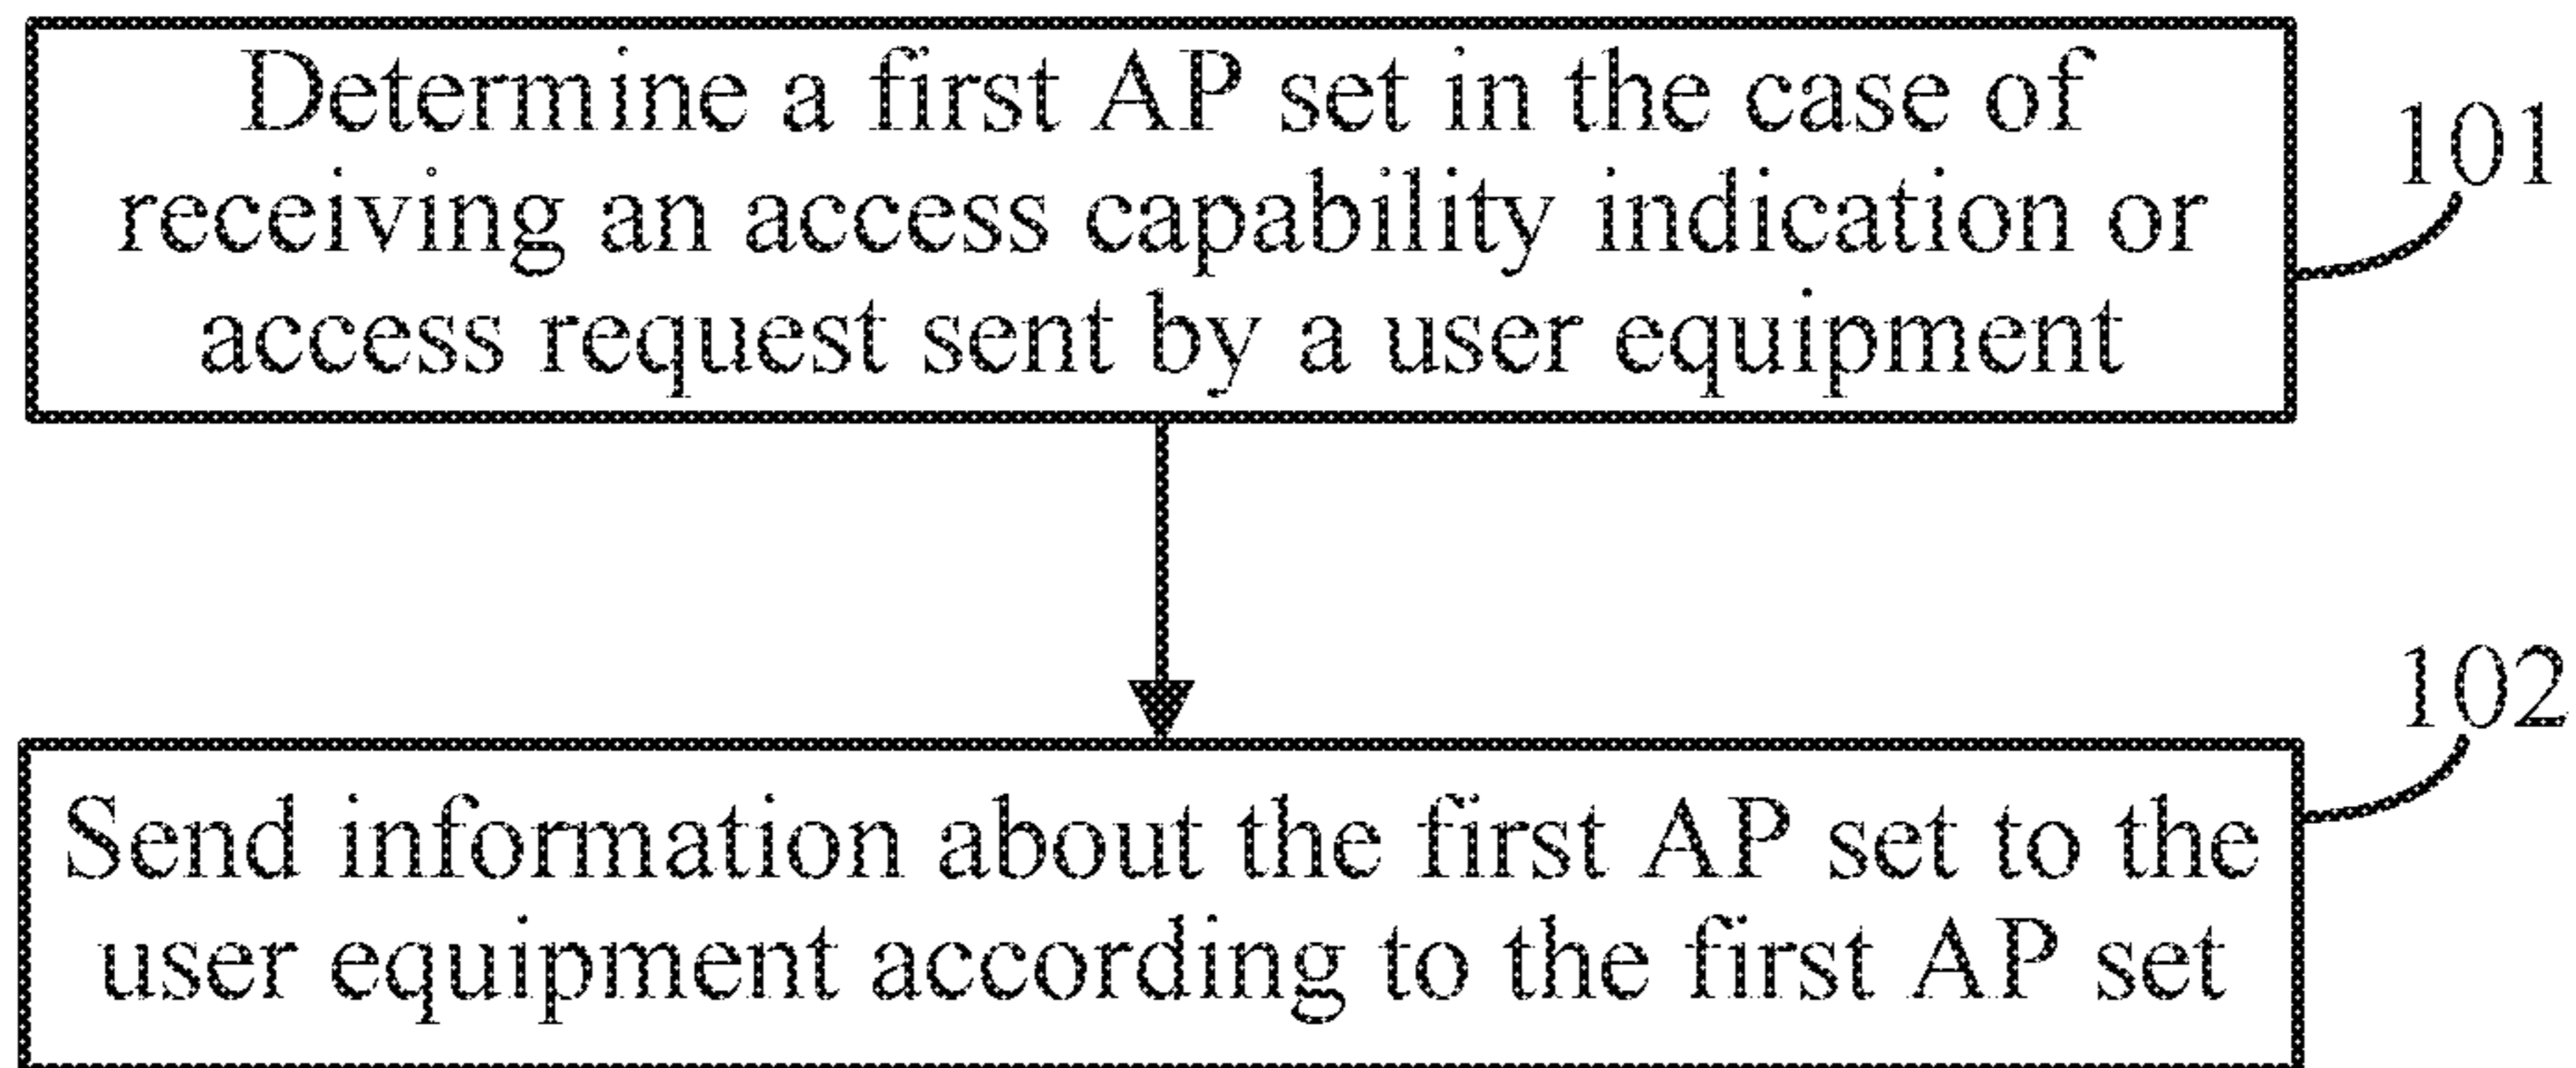 Determine a first AP set in the case of
receiving an access capability indication or
access request sent by a user equipment
101
102
Send information about the first AP set to the
user equipment according to the first AP set